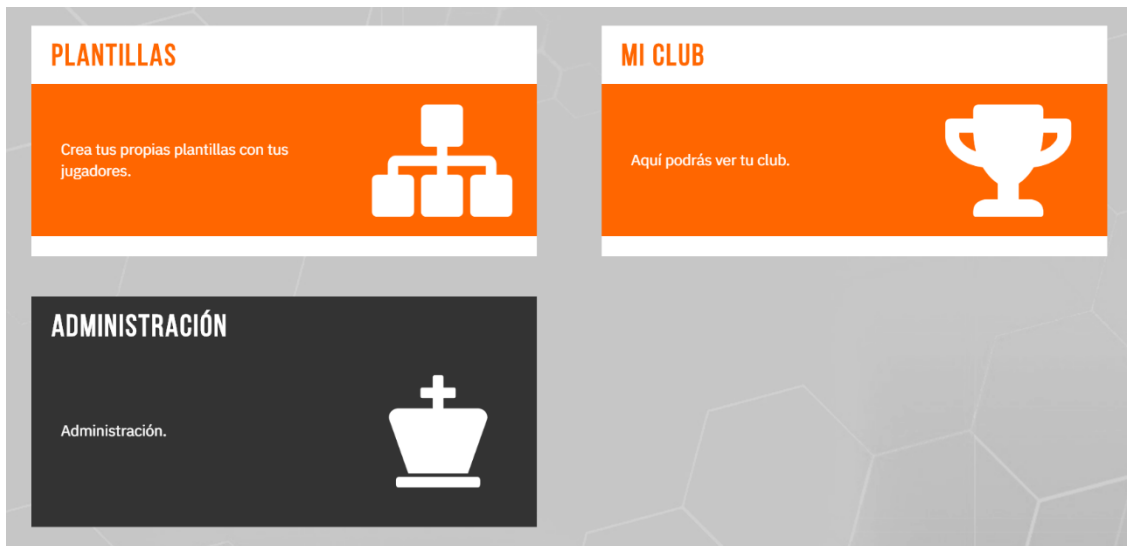 PLANTILLAS
Crea tus propias plantillas con tus
jugadores.
MI CLUB
Aquí podrás ver tu club.
ADMINISTRACIÓN
Administración.